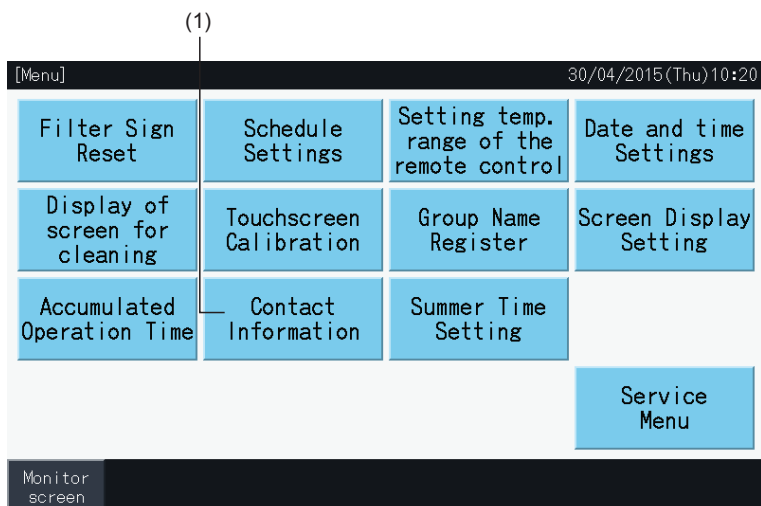 (1)
[Menu] 30/04/2015(Thu)10:20
Filter Sign
Reset
Schedule
Settings
Setting temp.
range of the
remote control
Date and time
Settings
Display of
screen for
cleaning
Touchscreen
Calibration
Group Name
Register
Screen Display
Setting
Accumulated
Operation Time
Contact
Information
Summer Time
Setting
Service
Menu
Monitor
screen